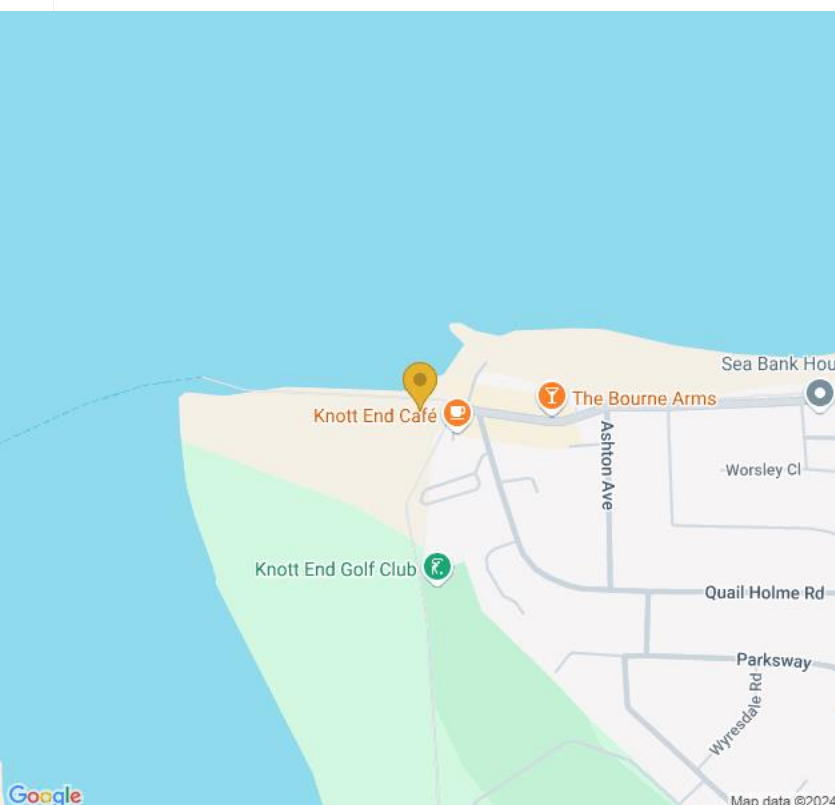 Sea Bank Hou
The Bourne Arms
Knott End Café
Ashton Ave
Worsley Cl
Knott End Golf Club
Quail Holme Rd
Parksway
Wyresdale Rd
Google
Map data ©2024